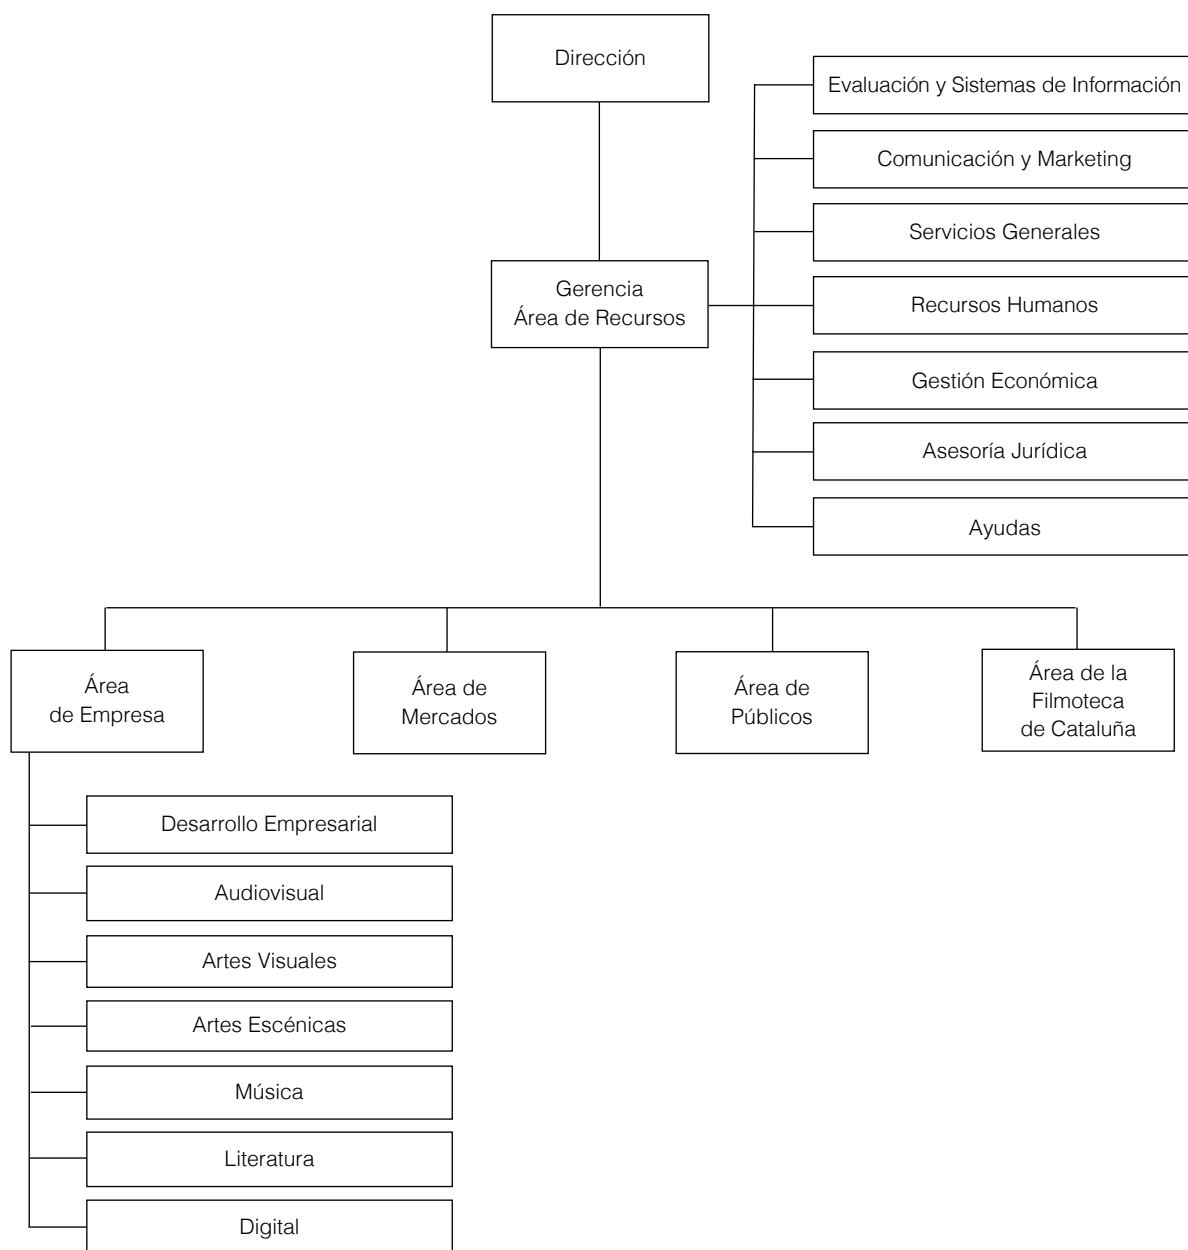 Dirección
Evaluación y Sistemas de Información
Comunicación y Marketing
Servicios Generales
Gerencia
Área de Recursos
Recursos Humanos
Gestión Económica
Asesoría Jurídica
Ayudas
Área
de Empresa
Área de
Mercados
Área de
Públicos
Área de la
Filmoteca
de Cataluña
Desarrollo Empresarial
Audiovisual
Artes Visuales
Artes Escénicas
Música
Literatura
Digital